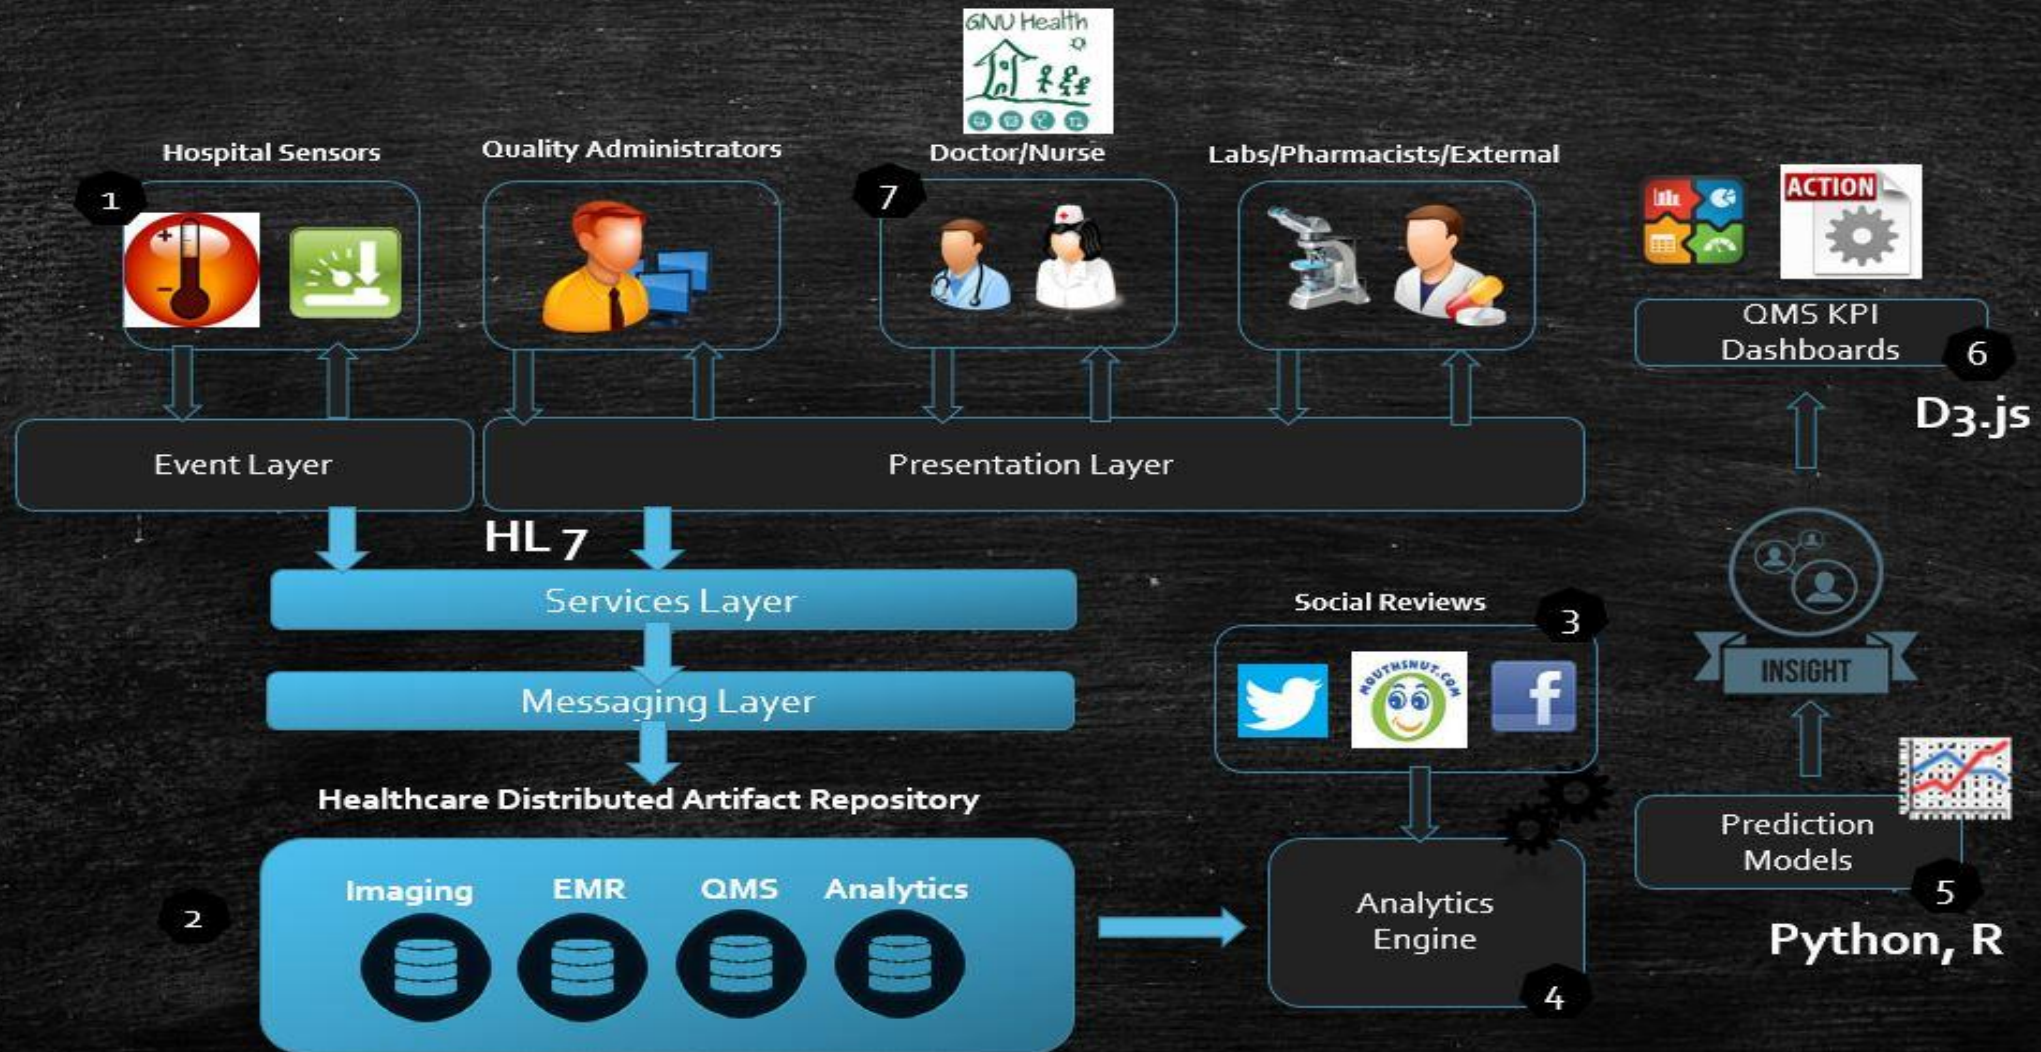 GNU Health
Hospital Sensors
Quality Administrators
Doctor/Nurse
Labs/Pharmacists/External
1
7
ACTION
QMS KPI
Dashboards
6
D3.js
Event Layer
Presentation Layer
HL 7
Services Layer
Social Reviews
3
MOUTHSHUT.COM
INSIGHT
Messaging Layer
Healthcare Distributed Artifact Repository
Prediction
Models
5
Python, R
2
Imaging
EMR
QMS
Analytics
Analytics
Engine
4